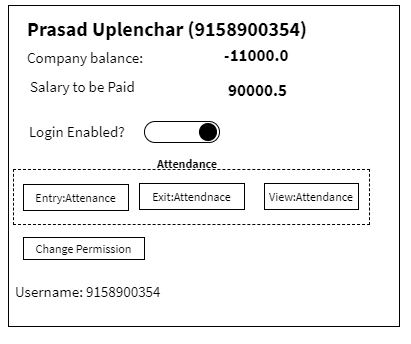 Prasad Uplenchar (9158900354)
Company balance: -11000.0
Salary to be Paid 90000.5
Login Enabled?
Attendance
Entry:Attenance Exit:Attendnace View:Attendance
Change Permission
Username: 9158900354